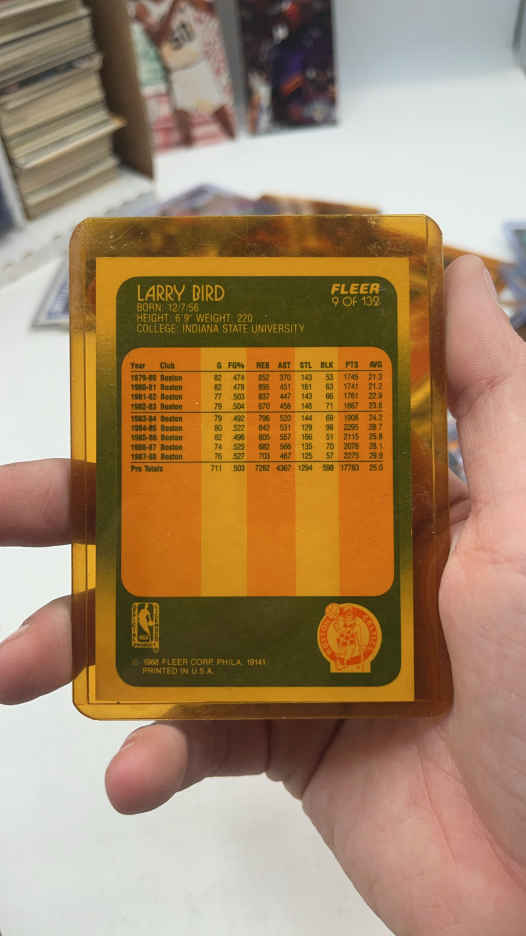 LARRY BIRD
BORN: 12/7/56
HEIGHT: 6'9" WEIGHT: 220
COLLEGE: INDIANA STATE UNIVERSITY
FLEER
9 OF 132
Year Club G FG% REB AST STL BLK PTS AVG
1979-80 Boston 82 .474 852 370 143 53 1745 21.3
1980-81 Boston 82 .478 895 451 161 63 1741 21.2
1981-82 Boston 77 .503 837 447 143 66 1761 22.9
1982-83 Boston 79 .504 870 458 148 71 1867 23.6
1983-84 Boston 79 .492 796 520 144 69 1908 24.2
1984-85 Boston 80 .522 842 531 129 98 2295 28.7
1985-86 Boston 82 .496 805 557 166 51 2115 25.8
1986-87 Boston 74 .525 682 566 135 70 2076 28.1
1987-88 Boston 76 .527 703 467 125 57 2275 29.9
Pro Totals 711 .503 7282 4367 1294 598 17783 25.0
© 1988 FLEER CORP. PHILA. 19141
PRINTED IN U.S.A.